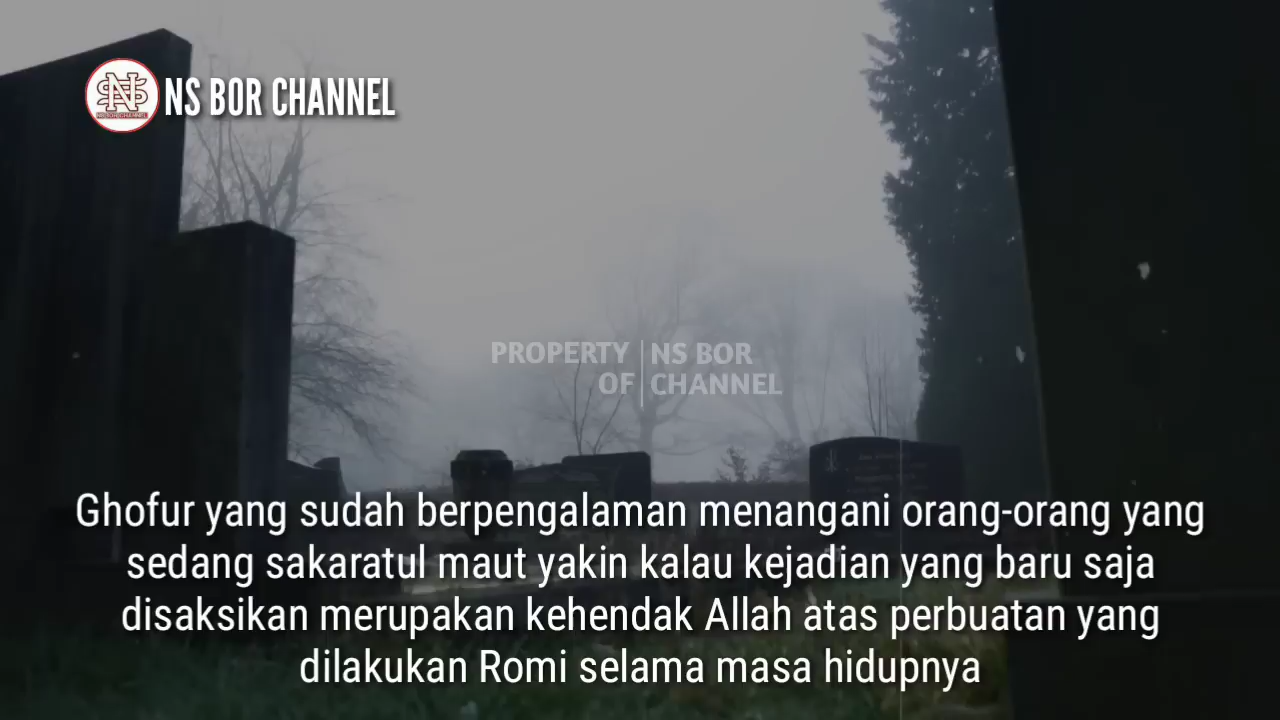 NS BOR CHANNEL
PROPERTY OF
NS BOR CHANNEL
Ghofur yang sudah berpengalaman menangani orang-orang yang
sedang sakaratul maut yakin kalau kejadian yang baru saja
disaksikan merupakan kehendak Allah atas perbuatan yang
dilakukan Romi selama masa hidupnya